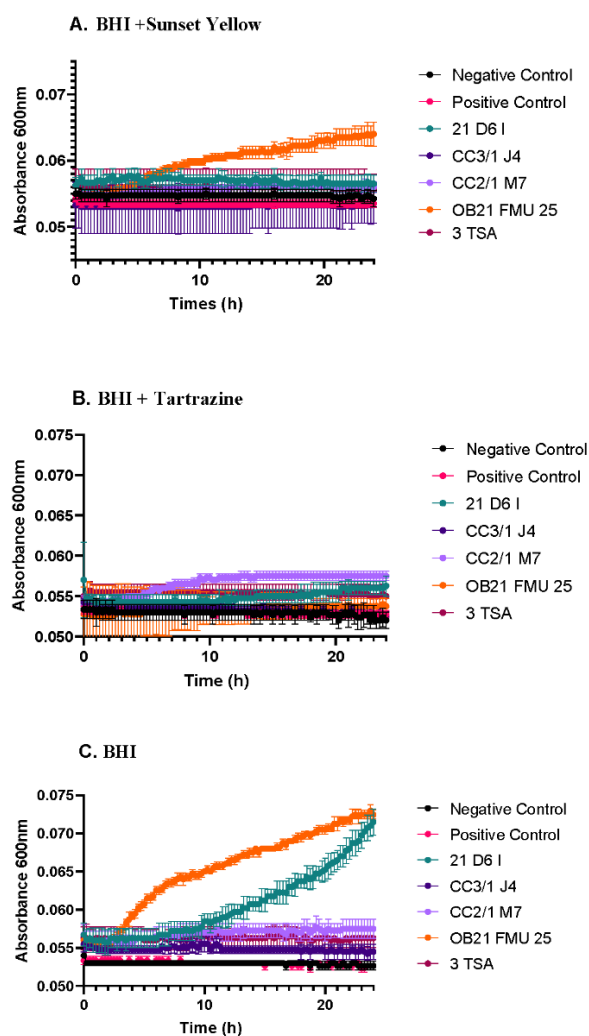 A. BHI +Sunset Yellow
Absorbance 600nm
0.07
0.06
0.05
0 10 20
Times (h)
Negative Control
Positive Control
21 D6 I
CC3/1 J4
CC2/1 M7
OB21 FMU 25
3 TSA
B. BHI + Tartrazine
Absorbance 600nm
0.075
0.070
0.065
0.060
0.055
0.050
0 10 20
Time (h)
Negative Control
Positive Control
21 D6 I
CC3/1 J4
CC2/1 M7
OB21 FMU 25
3 TSA
C. BHI
Absorbance 600nm
0.075
0.070
0.065
0.060
0.055
0.050
0 10 20
Time (h)
Negative Control
Positive Control
21 D6 I
CC3/1 J4
CC2/1 M7
OB21 FMU 25
3 TSA